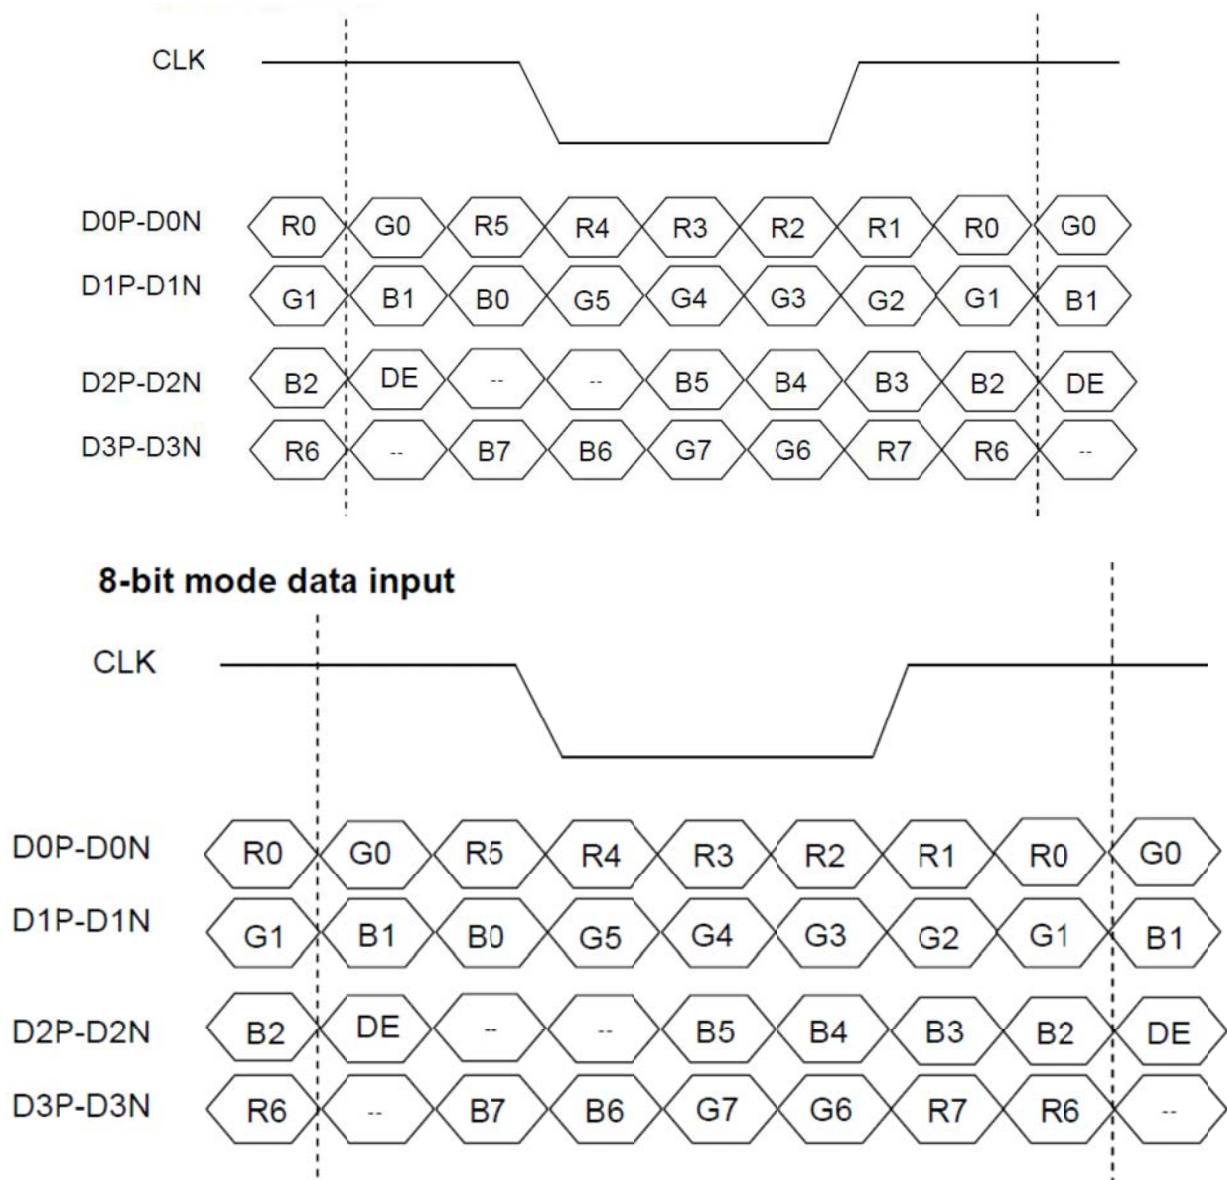 CLK
D0P-D0N R0 G0 R5 R4 R3 R2 R1 R0 G0
D1P-D1N G1 B1 B0 G5 G4 G3 G2 G1 B1
D2P-D2N B2 DE -- -- B5 B4 B3 B2 DE
D3P-D3N R6 -- B7 B6 G7 G6 R7 R6 --
8-bit mode data input
CLK
D0P-D0N R0 G0 R5 R4 R3 R2 R1 R0 G0
D1P-D1N G1 B1 B0 G5 G4 G3 G2 G1 B1
D2P-D2N B2 DE -- -- B5 B4 B3 B2 DE
D3P-D3N R6 -- B7 B6 G7 G6 R7 R6 --